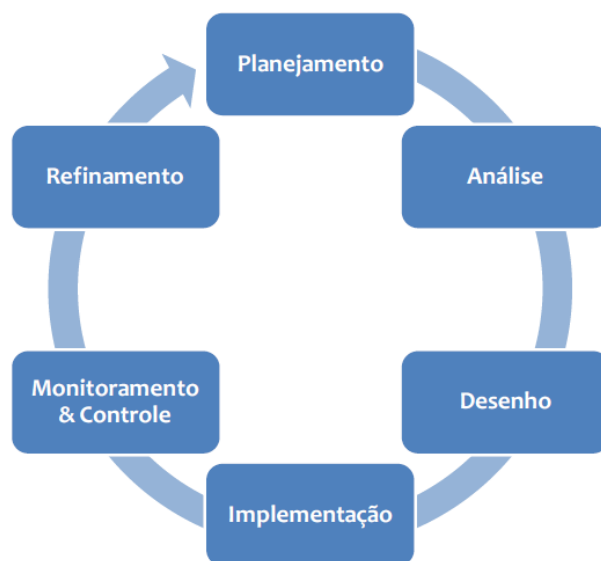 Planejamento
Análise
Desenho
Implementação
Monitoramento
& Controle
Refinamento